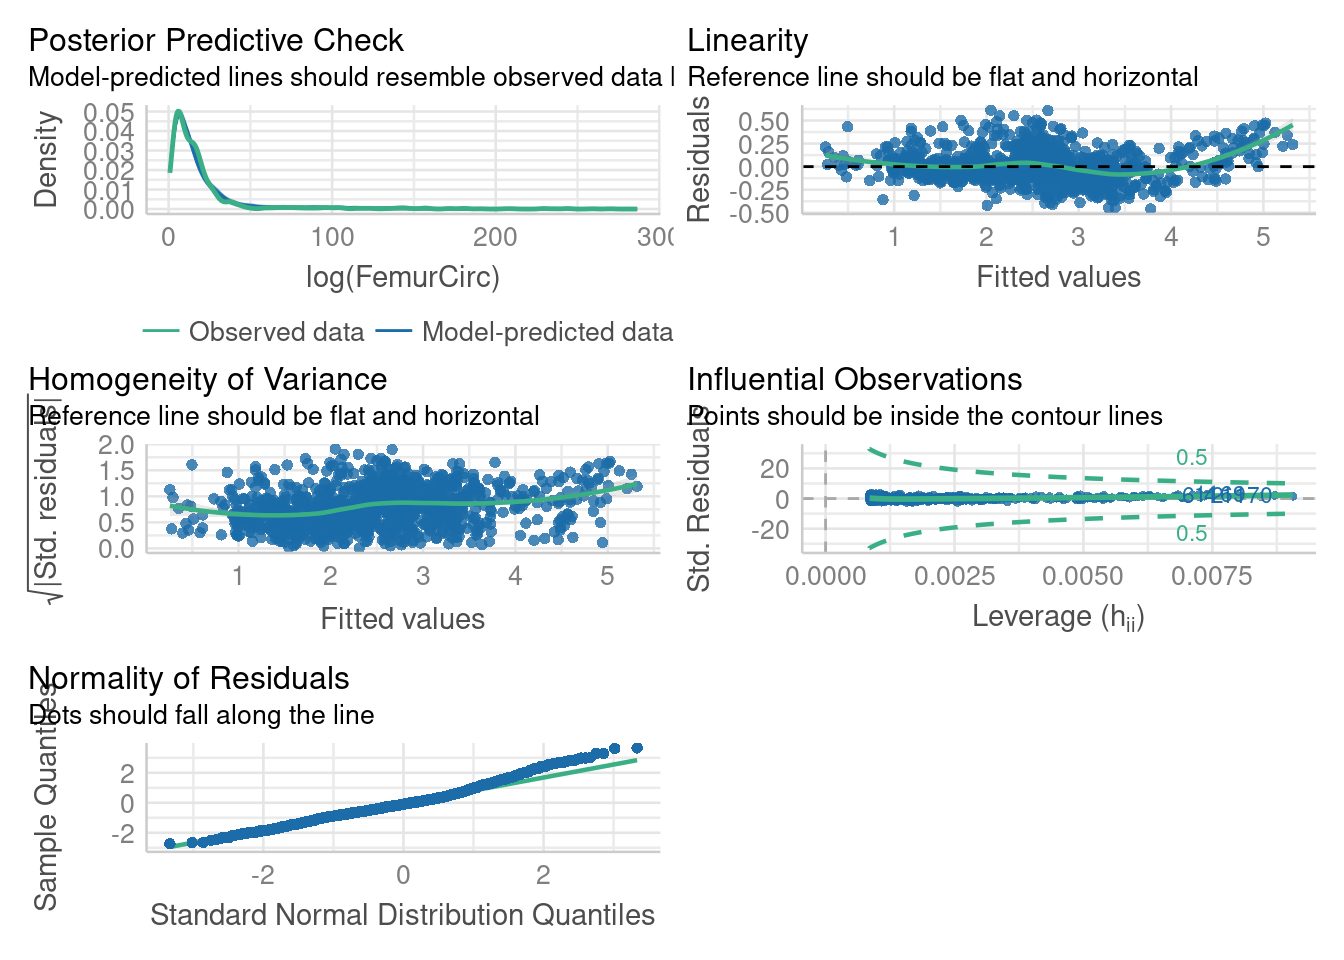 Posterior Predictive Check
Model-predicted lines should resemble observed data l
Density
0.05
0.04
0.03
0.02
0.01
0.00
0
100
200
300
log(FemurCirc)
Observed data
Model-predicted data
Linearity
Reference line should be flat and horizontal
Residuals
0.50
0.25
0.00
-0.25
-0.50
1
2
3
4
5
Fitted values
Homogeneity of Variance
Reference line should be flat and horizontal
√|Std. residuals|
2.0
1.5
1.0
0.5
0.0
1
2
3
4
5
Fitted values
Influential Observations
Points should be inside the contour lines
Std. Residuals
20
0
-20
0.5
0.5
0.0000
0.0025
0.0050
0.0075
Leverage (hii)
Normality of Residuals
Dots should fall along the line
Sample Quantiles
2
0
-2
-2
0
2
Standard Normal Distribution Quantiles